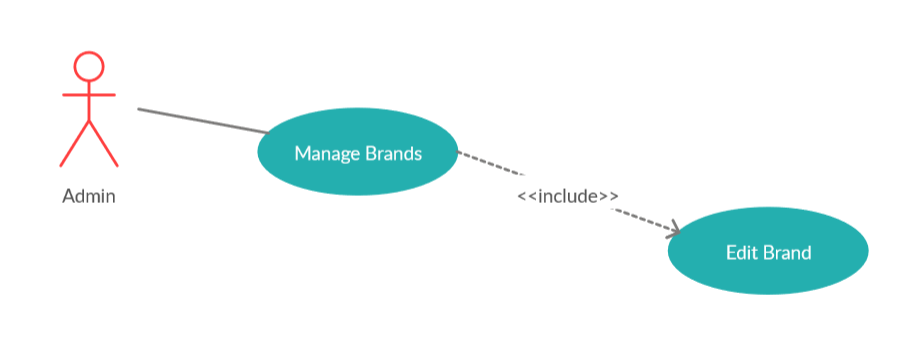 Manage Brands
Admin
<<include>>
Edit Brand